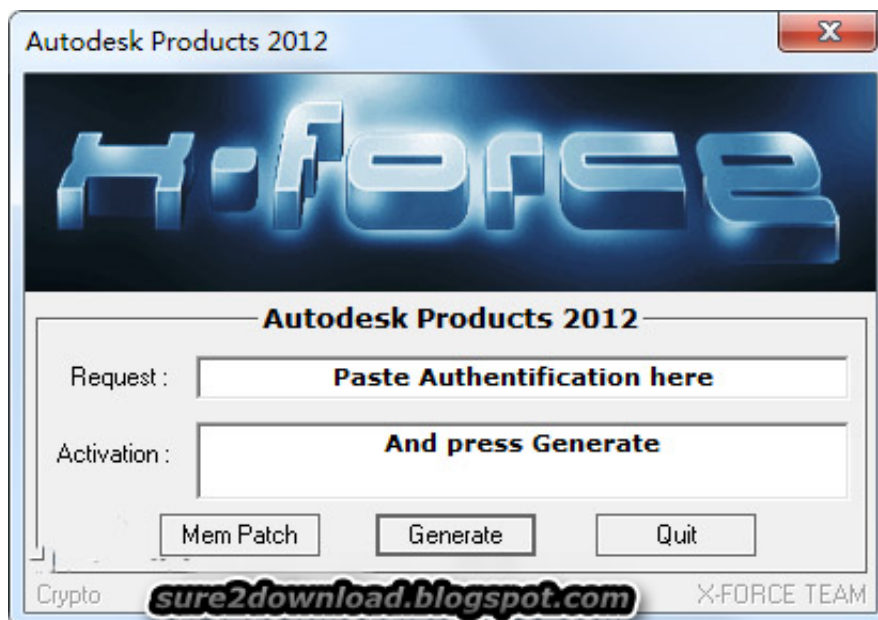 Autodesk Products 2012
X-FORCE
Autodesk Products 2012
Request :
Paste Authentification here
Activation :
And press Generate
Mem Patch
Generate
Quit
Crypto
sure2download.blogspot.com
X-FORCE TEAM